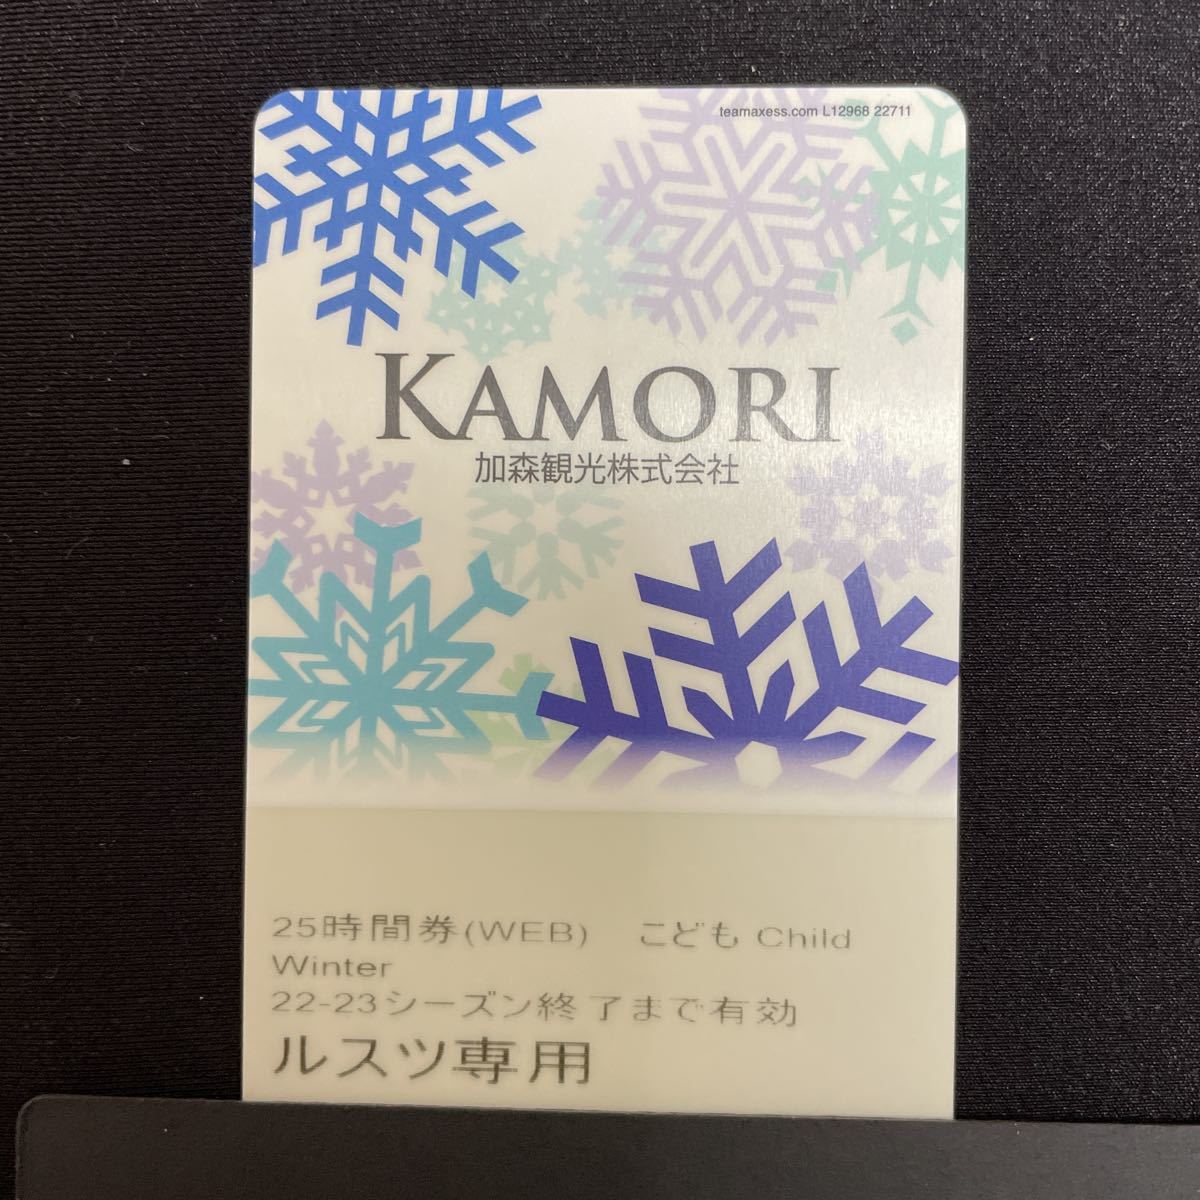 teamaxess.com L12968 22711
KAMORI
加森観光株式会社
25時間券(WEB)　こども Child
Winter
22-23シーズン終了まで有効
ルスツ専用